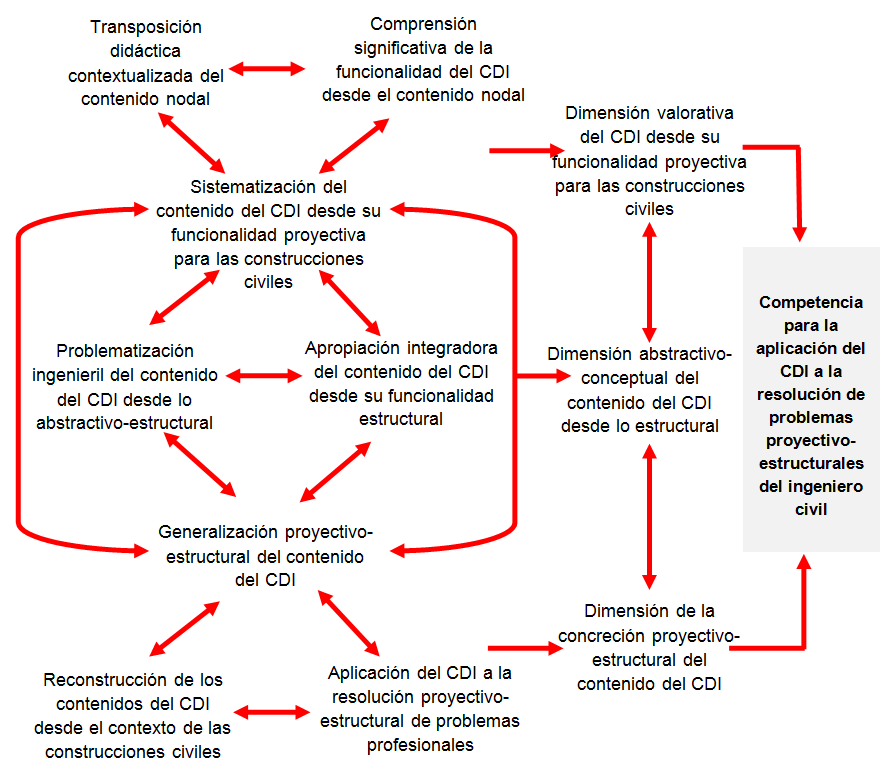 Transposición
didáctica
contextualizada del
contenido nodal
Comprensión
significativa de la
funcionalidad del CDI
desde el contenido nodal
Dimensión valorativa
del CDI desde su
funcionalidad proyectiva
para las construcciones
civiles
Sistematización del
contenido del CDI desde su
funcionalidad proyectiva
para las construcciones
civiles
Competencia
para la
aplicación del
CDI a la
resolución de
problemas
proyectivo-
estructurales
del ingeniero
civil
Problematización
ingenieril del contenido
del CDI desde lo
abstractivo-estructural
Apropiación integradora
del contenido del CDI
desde su funcionalidad
estructural
Dimensión abstractivo-
conceptual del
contenido del CDI
desde lo estructural
Generalización proyectivo-
estructural del contenido
del CDI
Dimensión de la
concreción proyectivo-
estructural del
contenido del CDI
Reconstrucción de los
contenidos del CDI
desde el contexto de las
construcciones civiles
Aplicación del CDI a la
resolución proyectivo-
estructural de problemas
profesionales